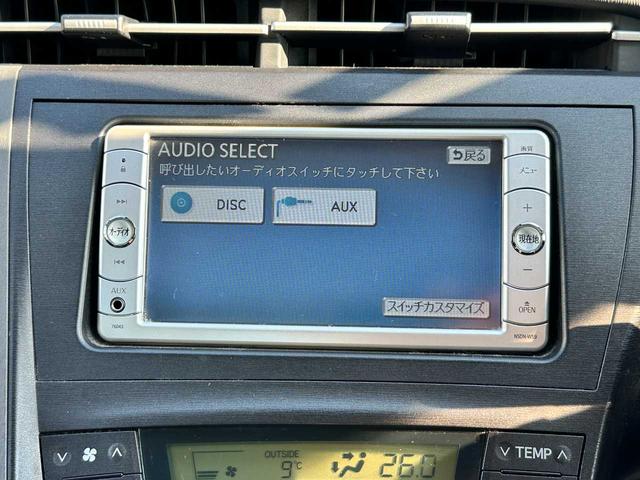 AUDIO SELECT
戻る
呼び出したいオーディオスイッチにタッチして下さい
DISC
AUX
スイッチカスタマイズ
オーディオ
AUX
画質
メニュー
+
現在地
−
OPEN
TEMP
OUTSIDE
9℃
26.0